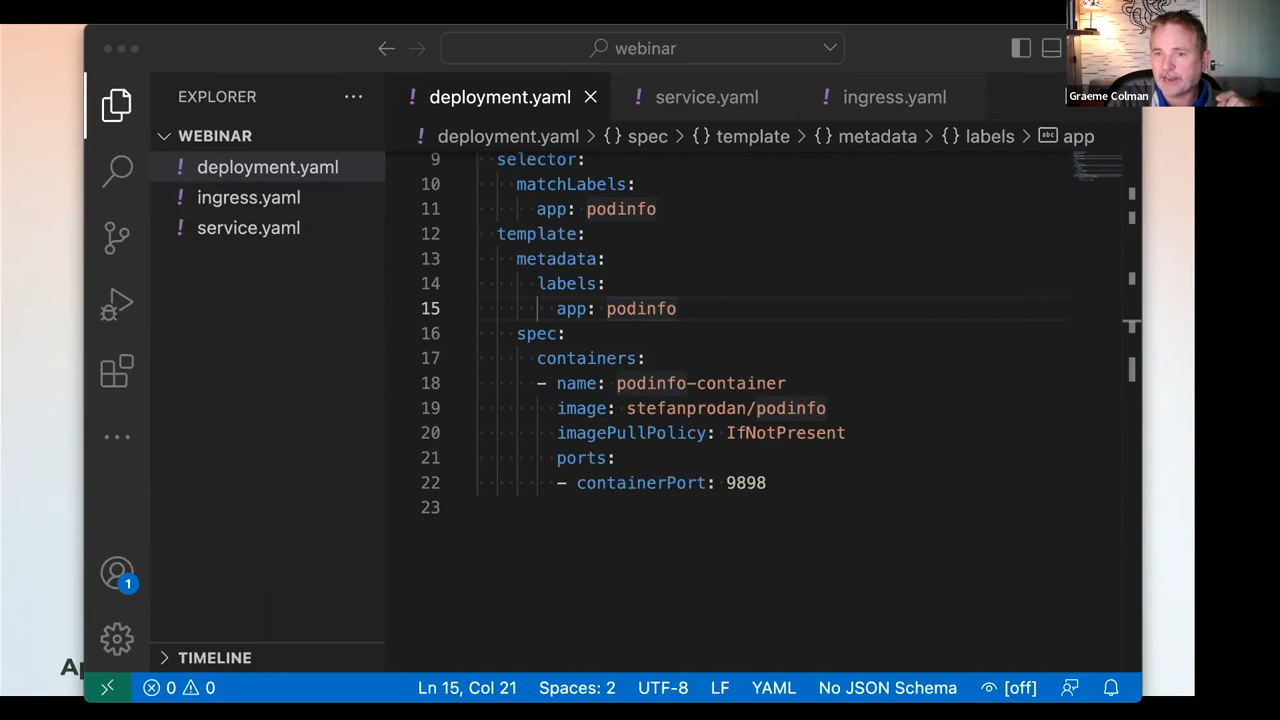 webinar
Graeme Colman
EXPLORER
deployment.yaml
service.yaml
ingress.yaml
WEBINAR
deployment.yaml
ingress.yaml
service.yaml
deployment.yaml > {} spec > {} template > {} metadata > {} labels > abc app
9 selector:
10 matchLabels:
11 app: podinfo
12 template:
13 metadata:
14 labels:
15 app: podinfo
16 spec:
17 containers:
18 - name: podinfo-container
19 image: stefanprodan/podinfo
20 imagePullPolicy: IfNotPresent
21 ports:
22 - containerPort: 9898
23
1
TIMELINE
Ap
0 0 Ln 15, Col 21 Spaces: 2 UTF-8 LF YAML No JSON Schema [off]